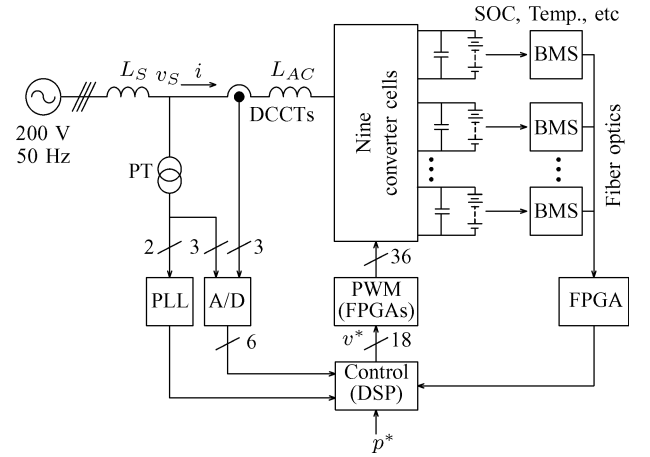 SOC, Temp., etc
L_S
v_S
i
L_AC
BMS
DCCTs
200 V
50 Hz
Nine
converter cells
BMS
Fiber optics
PT
BMS
2
3
3
36
PLL
A/D
PWM
(FPGAs)
FPGA
6
v*
18
Control
(DSP)
p*